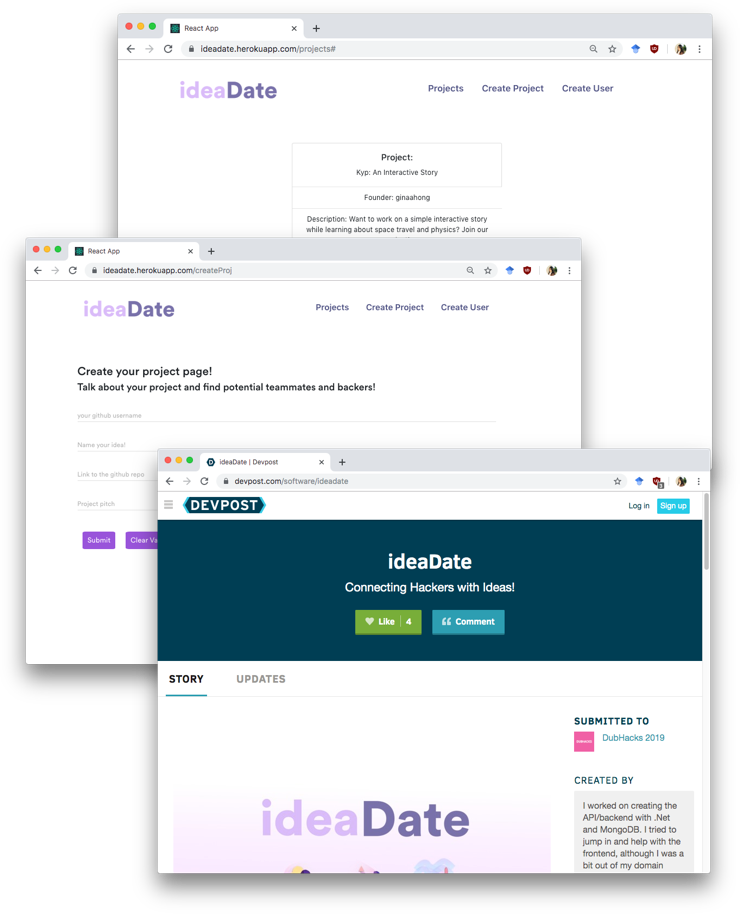 React App
ideadate.herokuapp.com/projects#
ideaDate
Projects Create Project Create User
Project:
Kyp: An Interactive Story
Founder: ginaahong
Description: Want to work on a simple interactive story
while learning about space travel and physics? Join our
React App
ideadate.herokuapp.com/createProj
ideaDate
Projects Create Project Create User
Create your project page!
Talk about your project and find potential teammates and backers!
your github username
Name your idea!
Link to the github repo
Project pitch
Submit Clear Va
ideaDate | Devpost
devpost.com/software/ideadate
3
DEVPOST
Log in Sign up
ideaDate
Connecting Hackers with Ideas!
Like 4 Comment
STORY UPDATES
SUBMITTED TO
DubHacks 2019
CREATED BY
I worked on creating the
API/backend with .Net
and MongoDB. I tried to
jump in and help with the
frontend, although I was a
bit out of my domain
ideaDate